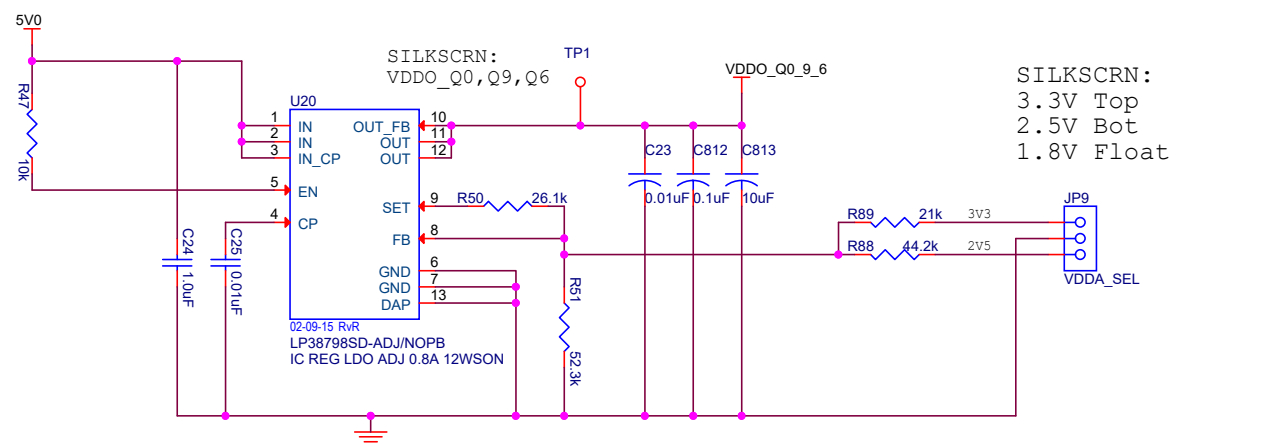 5V0
SILKSCRN:
VDDO_Q0,Q9,Q6
TP1
VDDO_Q0_9_6
SILKSCRN:
3.3V Top
2.5V Bot
1.8V Float
R47
10k
U20
1 IN
2 IN
3 IN_CP
5 EN
4 CP
OUT_FB 10
OUT 11
OUT 12
SET 9
FB 8
GND 6
GND 7
DAP 13
02-09-15 RvR
LP38798SD-ADJ/NOPB
IC REG LDO ADJ 0.8A 12WSON
C24
1.0uF
C25
0.01uF
R50 26.1k
R51
52.3k
C23
0.01uF
C812
0.1uF
C813
10uF
R89 21k 3V3
R88 44.2k 2V5
JP9
VDDA_SEL